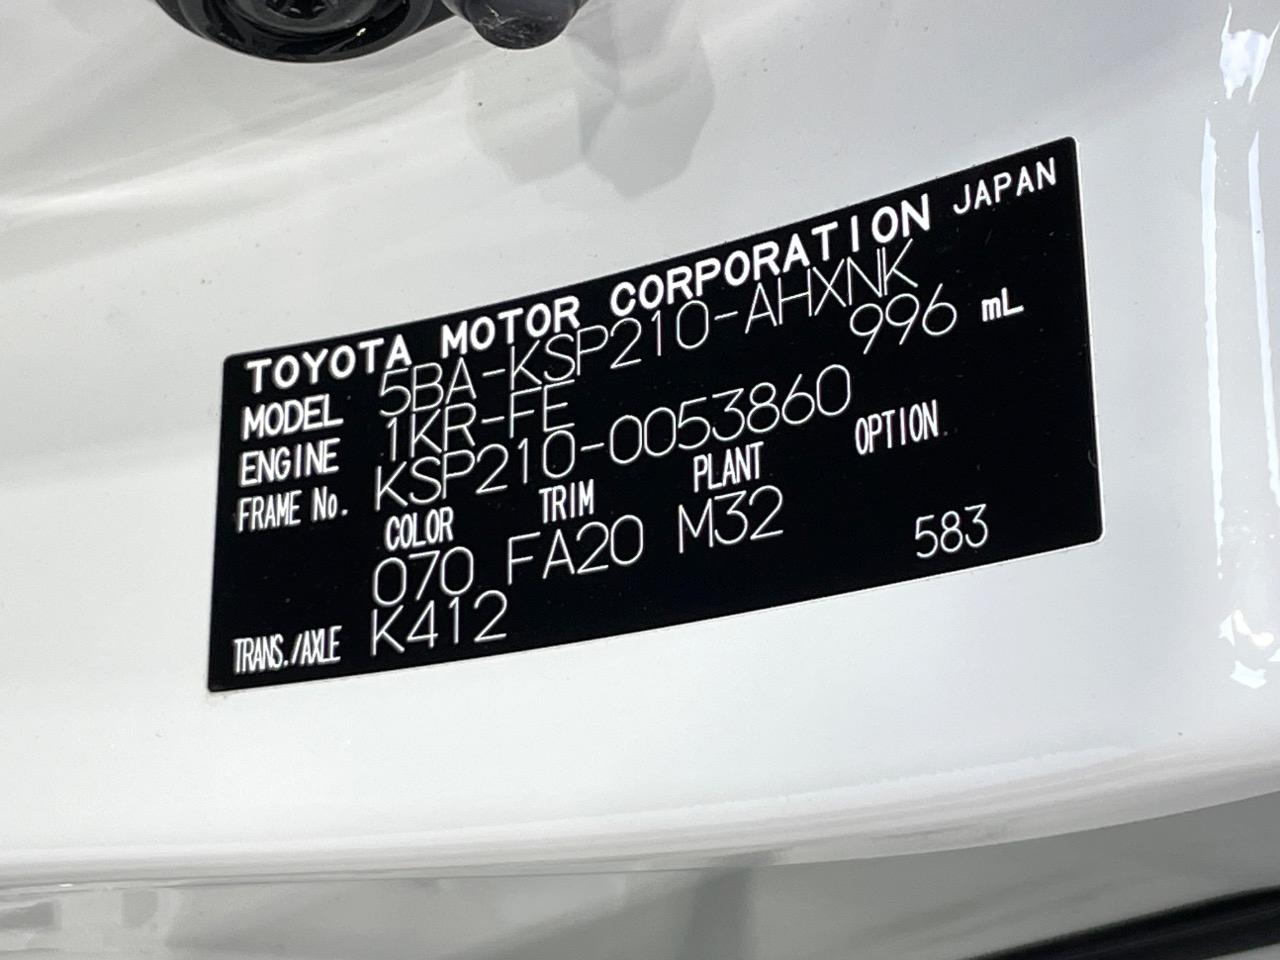 TOYOTA MOTOR CORPORATION JAPAN
MODEL 5BA-KSP210-AHXNK
ENGINE 1KR-FE 996 mL
FRAME No. KSP210-0053860
COLOR TRIM PLANT OPTION
070 FA20 M32 583
TRANS./AXLE K412